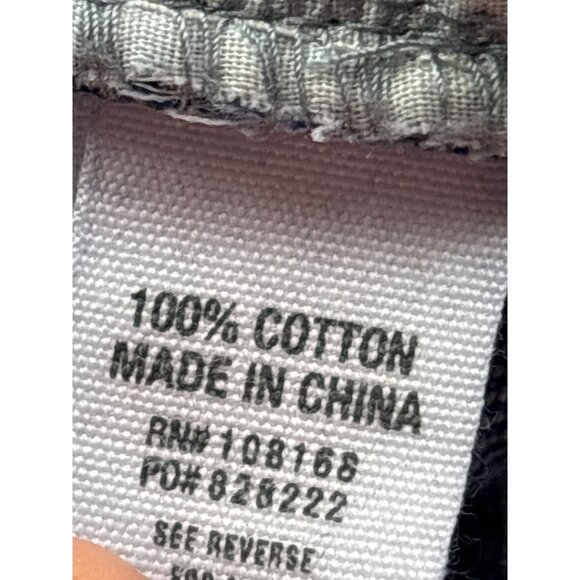 100% COTTON
MADE IN CHINA
RN# 108168
PO# 828222
SEE REVERSE